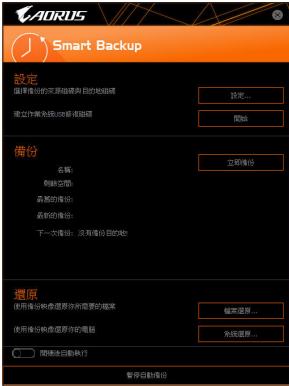 AORUS
Smart Backup
設定
選擇備份的來源磁碟與目的地磁碟
設定...
建立作業系統USB修復磁碟
開始
備份
立即備份
名稱:
剩餘空間:
最舊的備份:
最新的備份:
下一次備份: 沒有備份目的地!
還原
使用備份映像還原你所需要的檔案
檔案還原...
使用備份映像還原你的電腦
系統還原...
開機後自動執行
暫停自動備份